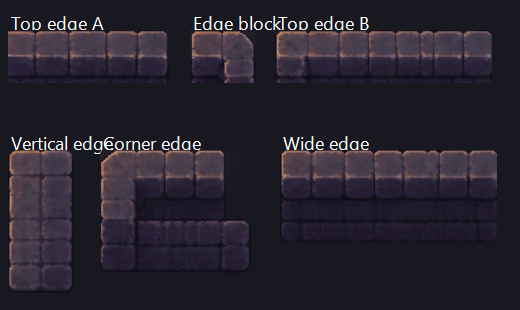 Top edge A
Edge block
Top edge B
Vertical edge
Corner edge
Wide edge